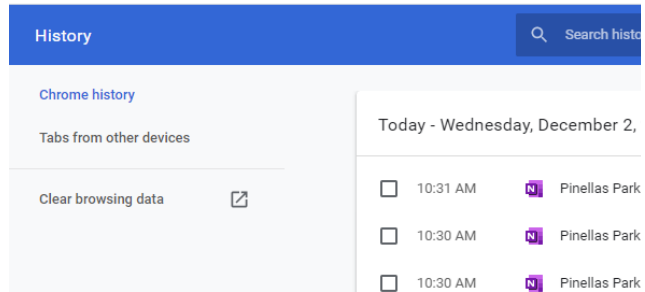 History
Search histo
Chrome history
Tabs from other devices
Clear browsing data
Today - Wednesday, December 2,
10:31 AM N Pinellas Park
10:30 AM N Pinellas Park
10:30 AM N Pinellas Park